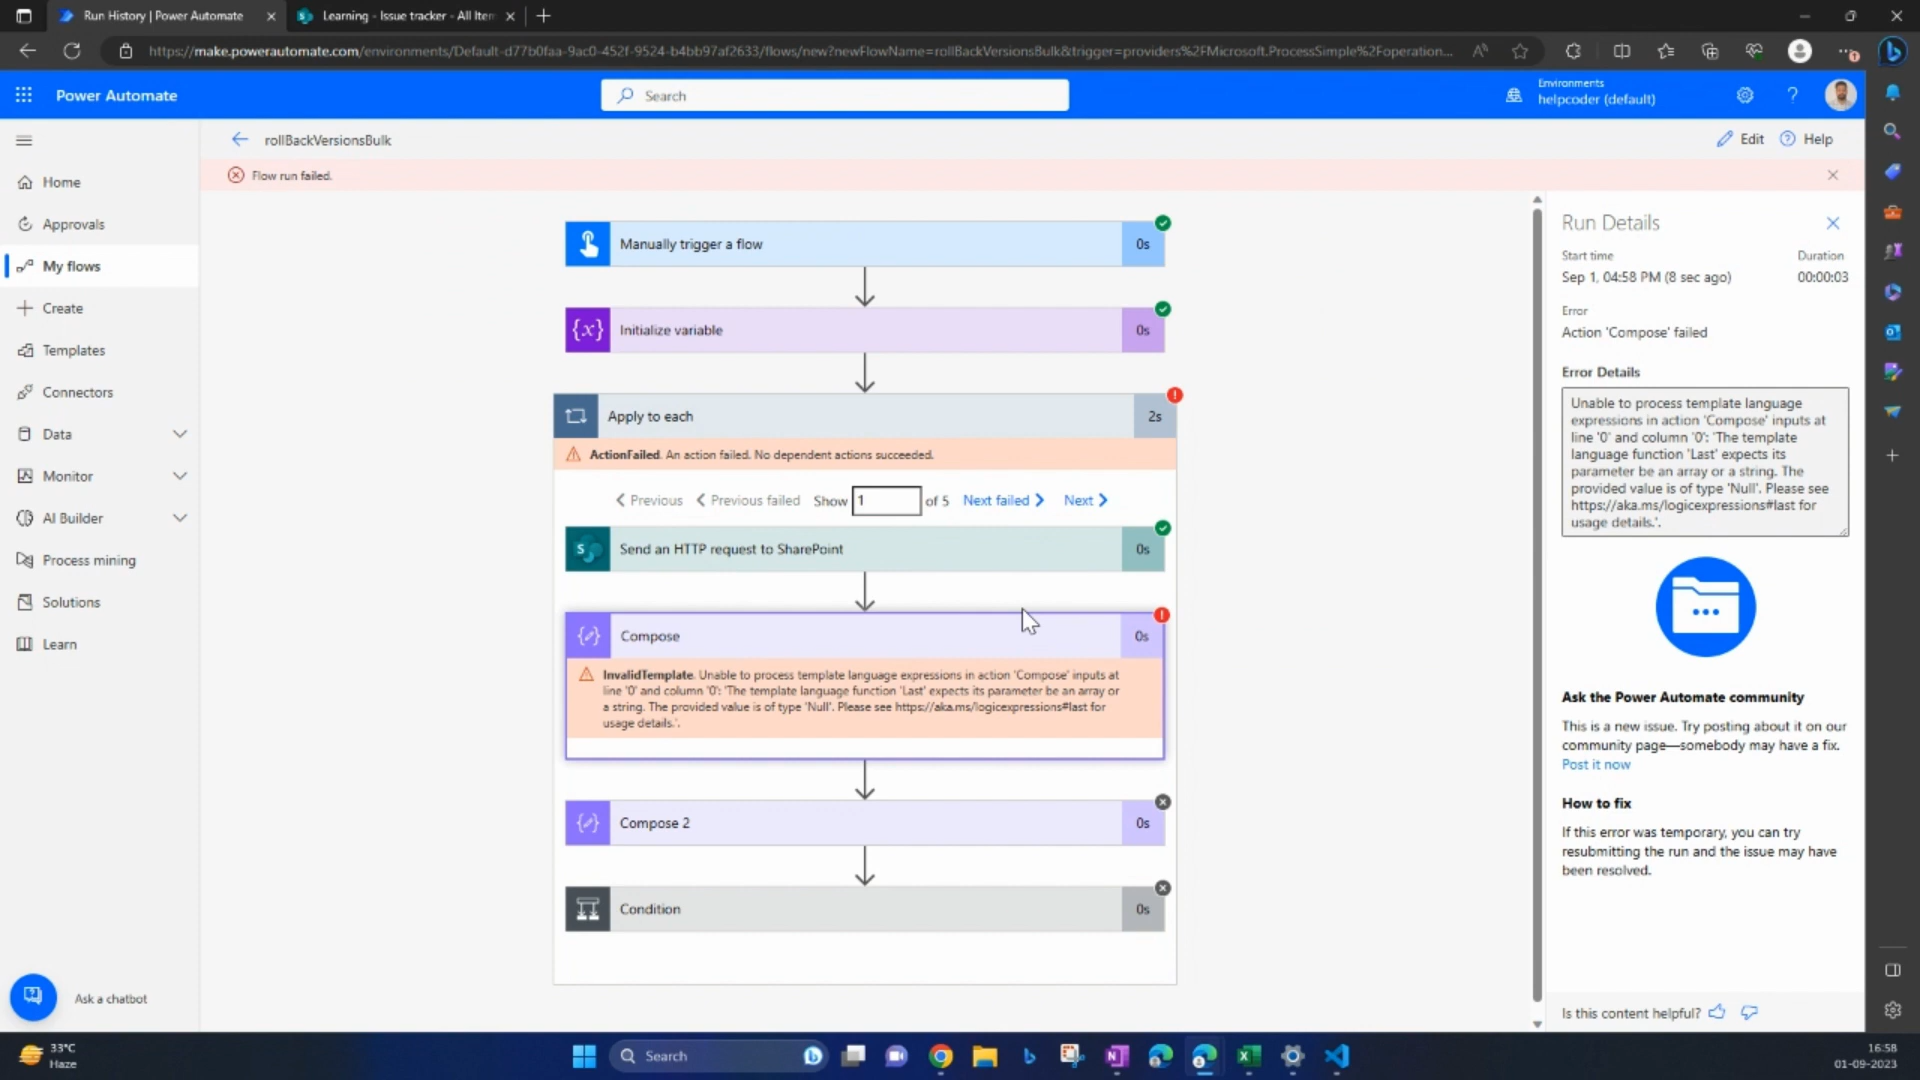 Run History | Power Automate
Learning - Issue tracker - All Item
https://make.powerautomate.com/environments/Default-d77b0faa-9ac0-452f-9524-b4bb97af2633/flows/new?newFlowName=rollBackVersionsBulk&trigger=providers%2FMicrosoft.ProcessSimple%2Foperation...
Power Automate
Search
Environments
helpcoder (default)
rollBackVersionsBulk
Edit
Help
Flow run failed.
Home
Approvals
My flows
Create
Templates
Connectors
Data
Monitor
AI Builder
Process mining
Solutions
Learn
Ask a chatbot
Manually trigger a flow 0s
Initialize variable 0s
Apply to each 2s
ActionFailed. An action failed. No dependent actions succeeded.
Previous Previous failed Show 1 of 5 Next failed Next
Send an HTTP request to SharePoint 0s
Compose 0s
InvalidTemplate. Unable to process template language expressions in action 'Compose' inputs at
line '0' and column '0': 'The template language function 'Last' expects its parameter be an array or
a string. The provided value is of type 'Null'. Please see https://aka.ms/logicexpressions#last for
usage details.'.
Compose 2 0s
Condition 0s
Run Details
Start time Duration
Sep 1, 04:58 PM (8 sec ago) 00:00:03
Error
Action 'Compose' failed
Error Details
Unable to process template language
expressions in action 'Compose' inputs at
line '0' and column '0': 'The template
language function 'Last' expects its
parameter be an array or a string. The
provided value is of type 'Null'. Please see
https://aka.ms/logicexpressions#last for
usage details.'.
Ask the Power Automate community
This is a new issue. Try posting about it on our
community page—somebody may have a fix.
Post it now
How to fix
If this error was temporary, you can try
resubmitting the run and the issue may have
been resolved.
Is this content helpful?
33°C
Haze
Search
16:58
01-09-2023